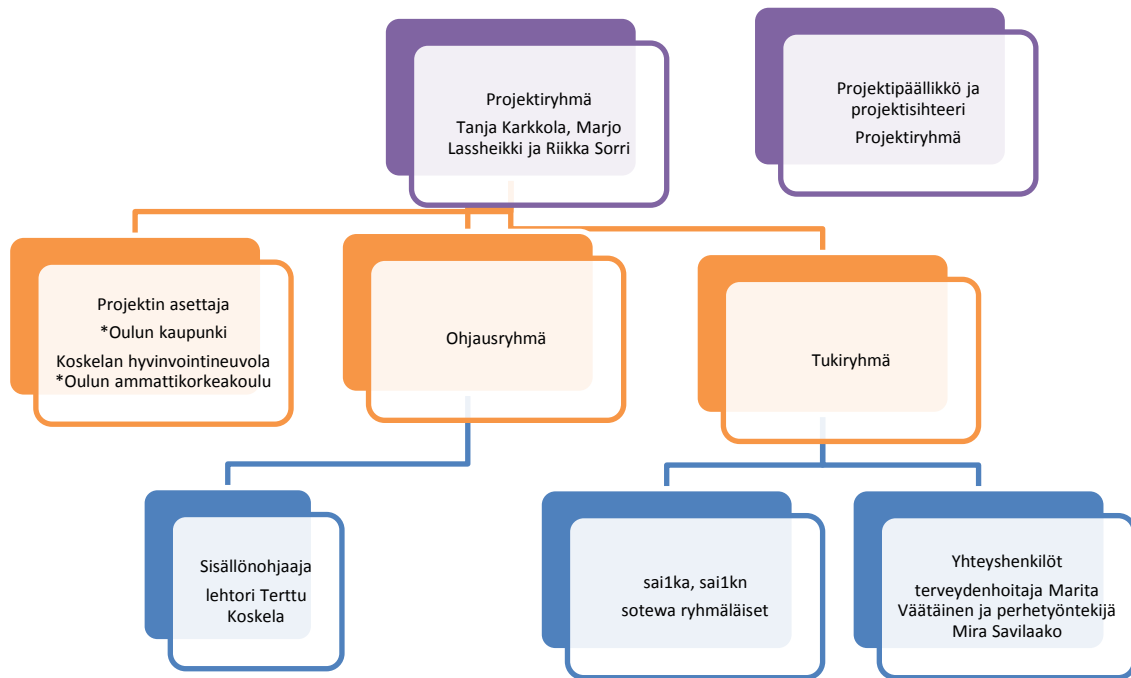 Projektiryhmä
Tanja Karkkola, Marjo
Lassheikki ja Riikka Sorri
Projektipäällikkö ja
projektisihteeri
Projektiryhmä
Projektin asettaja
*Oulun kaupunki
Koskelan hyvinvointineuvola
*Oulun ammattikorkeakoulu
Ohjausryhmä
Tukiryhmä
Sisällönohjaaja
lehtori Terttu
Koskela
sai1ka, sai1kn
sotewa ryhmäläiset
Yhteyshenkilöt
terveydenhoitaja Marita
Väätäinen ja perhetyöntekijä
Mira Savilaako